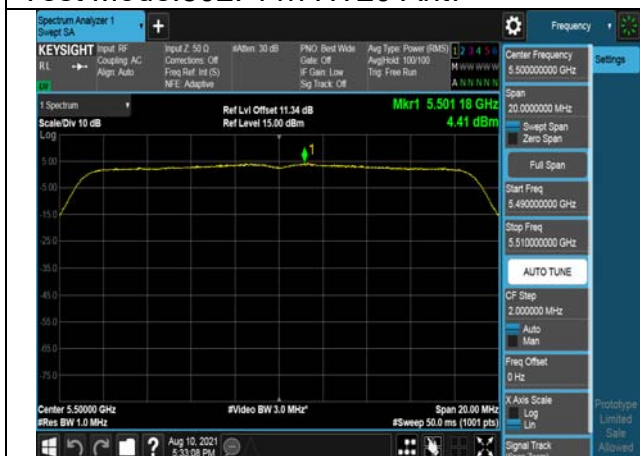 Spectrum Analyzer 1
Swept SA
+
Frequency
KEYSIGHT
Input: RF
Input Z: 50 Ω
#Atten: 30 dB
PNO: Best Wide
Avg Type: Power (RMS)
1 2 3 4 5 6
RL
Coupling: AC
Corrections: Off
Gate: Off
Avg|Hold: 100/100
M W W W W W
Align: Auto
Freq Ref: Int (S)
IF Gain: Low
Trig: Free Run
NFE: Adaptive
Sig Track: Off
A N N N N N
1 Spectrum
Ref Lvl Offset 11.34 dB
Mkr1 5.501 18 GHz
Scale/Div 10 dB
Ref Level 15.00 dBm
4.41 dBm
Log
1
5.00
-5.00
-15.0
-25.0
-35.0
-45.0
-55.0
-65.0
-75.0
Center 5.50000 GHz
#Video BW 3.0 MHz*
Span 20.00 MHz
#Res BW 1.0 MHz
#Sweep 50.0 ms (1001 pts)
Aug 10, 2021
5:33:08 PM
?
Center Frequency
5.500000000 GHz
Settings
Span
20.0000000 MHz
Swept Span
Zero Span
Full Span
Start Freq
5.490000000 GHz
Stop Freq
5.510000000 GHz
AUTO TUNE
CF Step
2.000000 MHz
Auto
Man
Freq Offset
0 Hz
X Axis Scale
Log
Lin
Signal Track
Prototype
Limited
Sale
Allowed